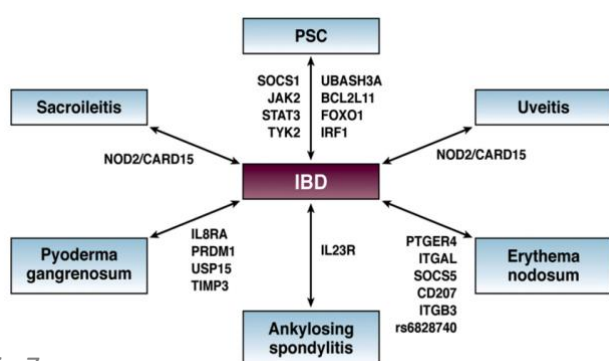 PSC
SOCS1 UBASH3A
JAK2 BCL2L11
STAT3 FOXO1
TYK2 IRF1
Sacroileitis
Uveitis
NOD2/CARD15
NOD2/CARD15
IBD
Pyoderma
gangrenosum
IL8RA
PRDM1
USP15
TIMP3
IL23R
PTGER4
ITGAL
SOCS5
CD207
ITGB3
rs6828740
Erythema
nodosum
Ankylosing
spondylitis